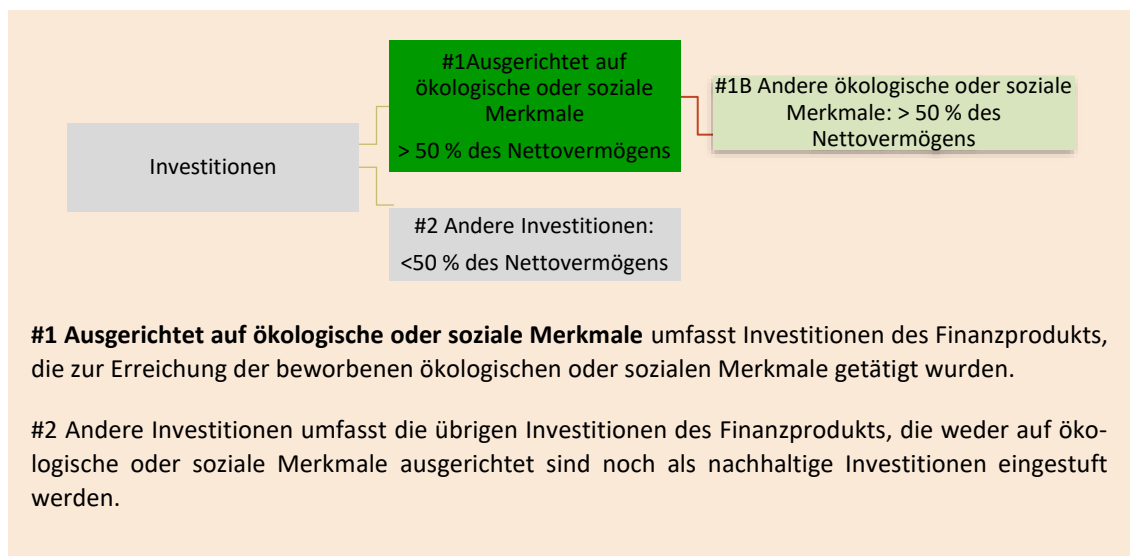 #1Ausgerichtet auf
ökologische oder soziale
Merkmale
> 50 % des Nettovermögens
#1B Andere ökologische oder soziale
Merkmale: > 50 % des
Nettovermögens
Investitionen
#2 Andere Investitionen:
<50 % des Nettovermögens
#1 Ausgerichtet auf ökologische oder soziale Merkmale umfasst Investitionen des Finanzprodukts,
die zur Erreichung der beworbenen ökologischen oder sozialen Merkmale getätigt wurden.
#2 Andere Investitionen umfasst die übrigen Investitionen des Finanzprodukts, die weder auf öko-
logische oder soziale Merkmale ausgerichtet sind noch als nachhaltige Investitionen eingestuft
werden.